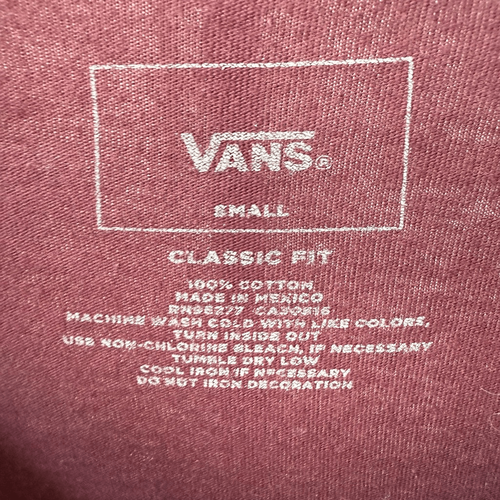 VANS®
SMALL
CLASSIC FIT
100% COTTON
MADE IN MEXICO
MACHINE WASH COLD WITH LIKE COLORS,
TURN INSIDE OUT
USE NON-CHLORINE BLEACH, IF NECESSARY
TUMBLE DRY LOW
COOL IRON IF NECESSARY
DO NOT IRON DECORATION